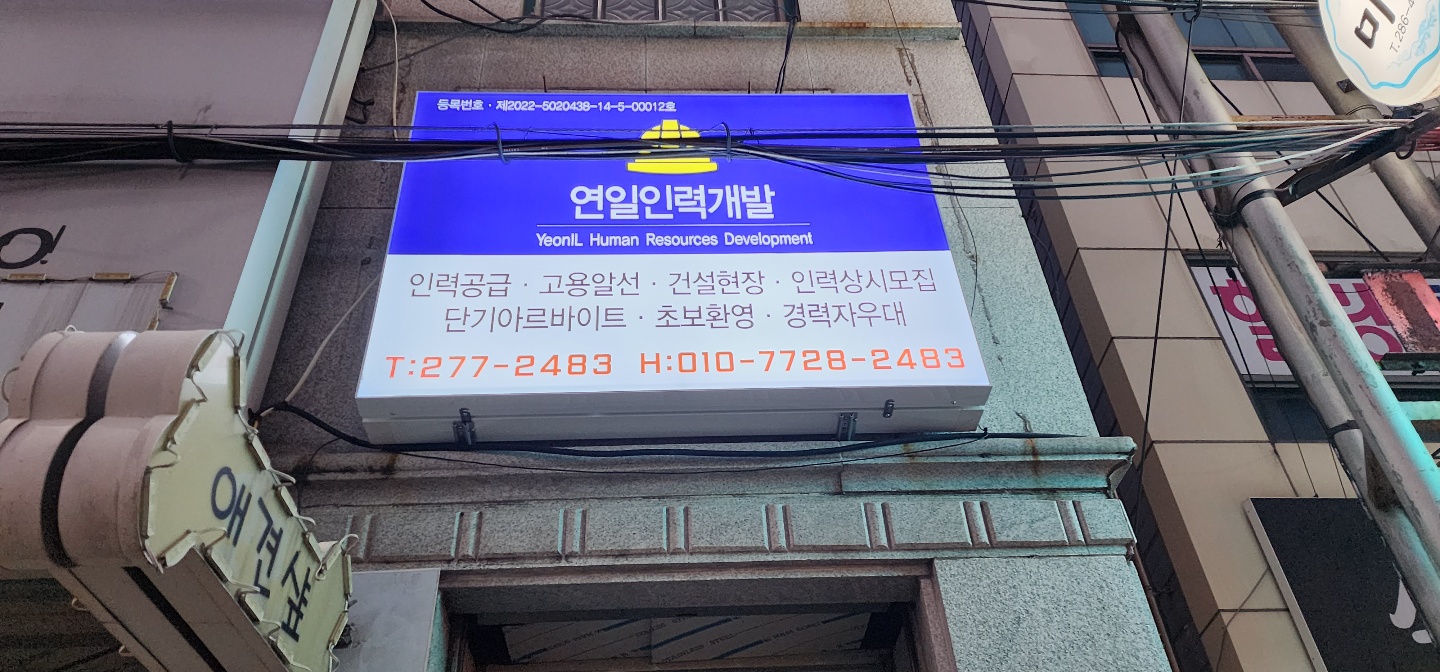 등록번호 · 제2022-5020438-14-5-00012호
연일인력개발
YeonIL Human Resources Development
인력공급 · 고용알선 · 건설현장 · 인력상시모집
단기아르바이트 · 초보환영 · 경력자우대
T:277-2483 H:010-7728-2483
애견샵
미
T.286-4